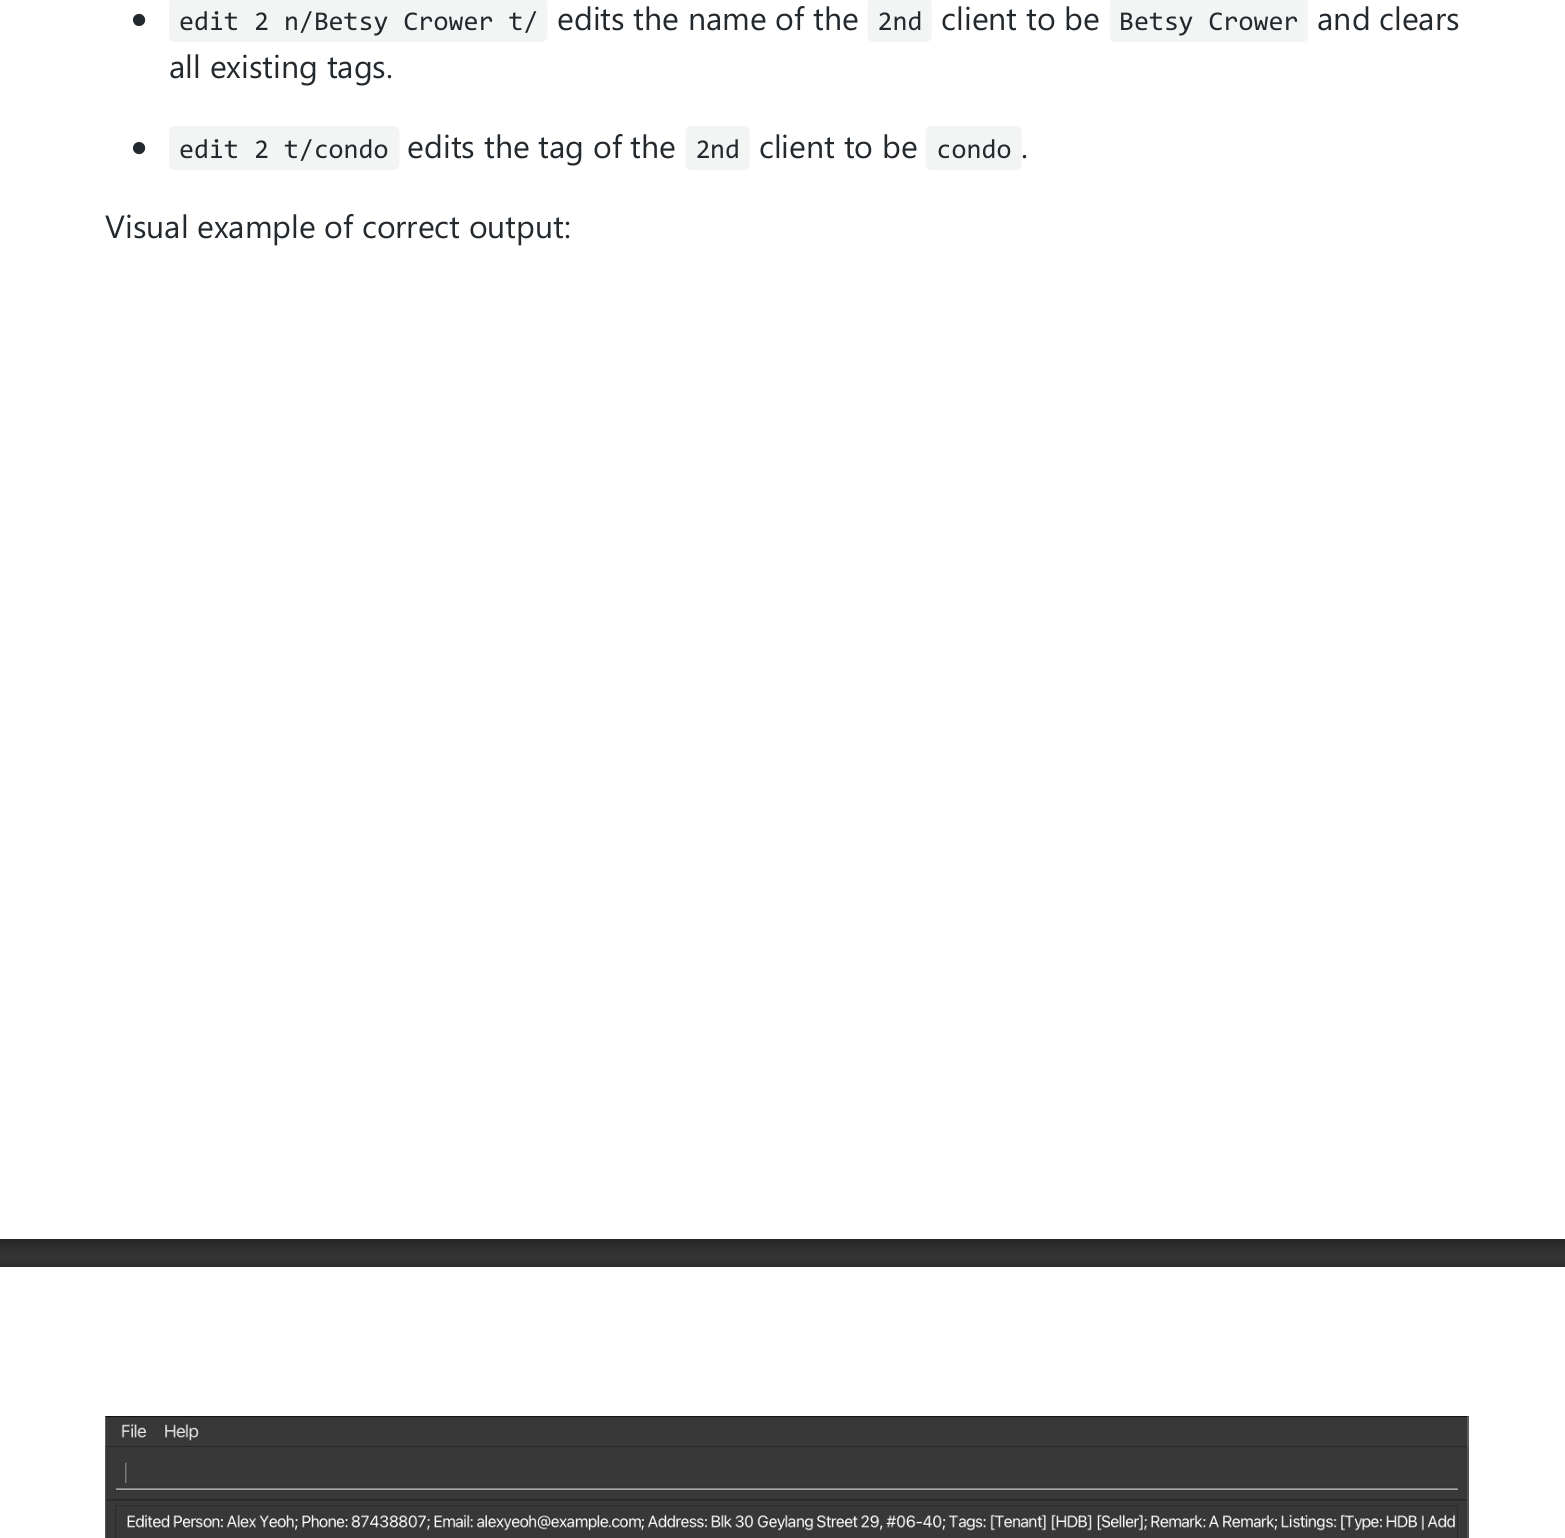 edit 2 n/Betsy Crower t/ edits the name of the 2nd client to be Betsy Crower and clears
all existing tags.
edit 2 t/condo edits the tag of the 2nd client to be condo.
Visual example of correct output:
File Help
Edited Person: Alex Yeoh; Phone: 87438807; Email: alexyeoh@example.com; Address: Blk 30 Geylang Street 29, #06-40; Tags: [Tenant] [HDB] [Seller]; Remark: A Remark; Listings: [Type: HDB | Add